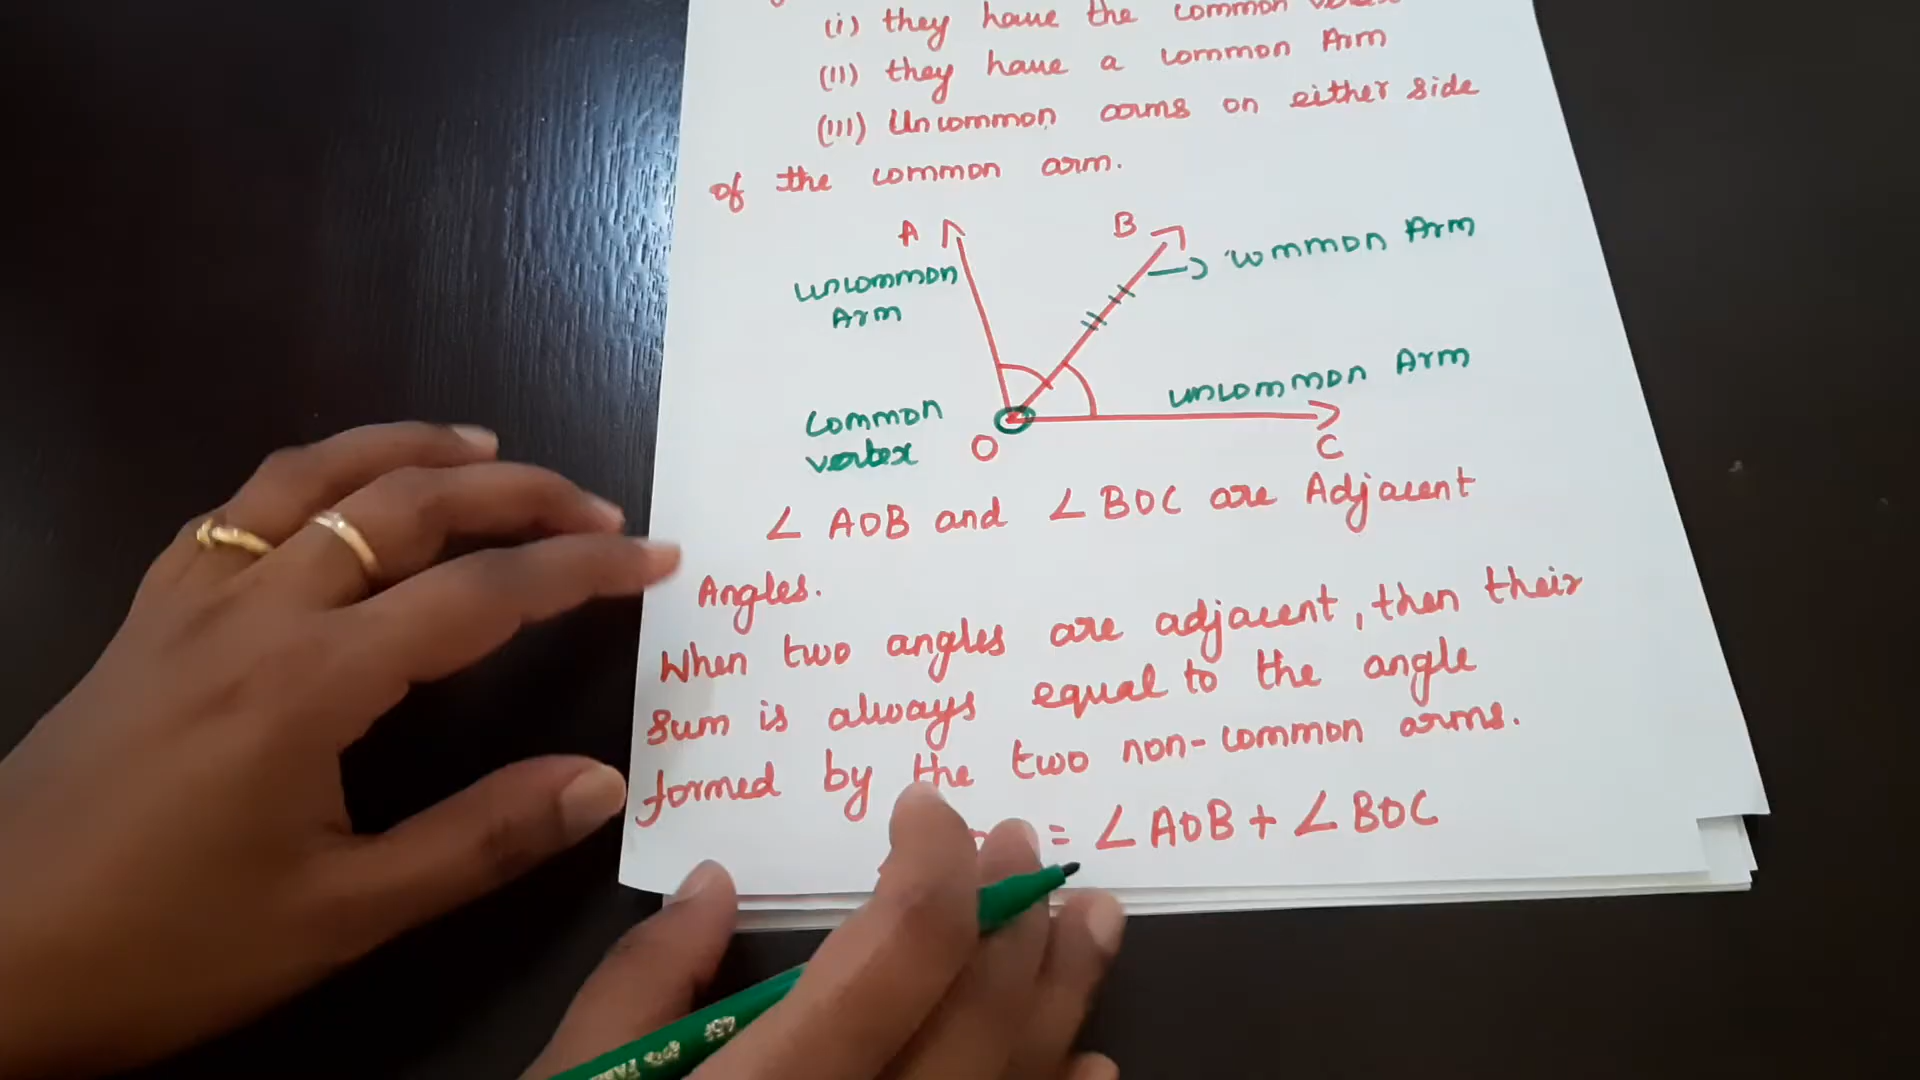 (i) they have the common vertex
(II) they have a common Arm
(III) Uncommon arms on either side
of the common arm.
A B
Common Arm
Uncommon
Arm
Uncommon Arm
Common
vertex
O C
∠ AOB and ∠ BOC are Adjacent
Angles.
When two angles are adjacent, then their
sum is always equal to the angle
formed by the two non-common arms.
= ∠ AOB + ∠ BOC